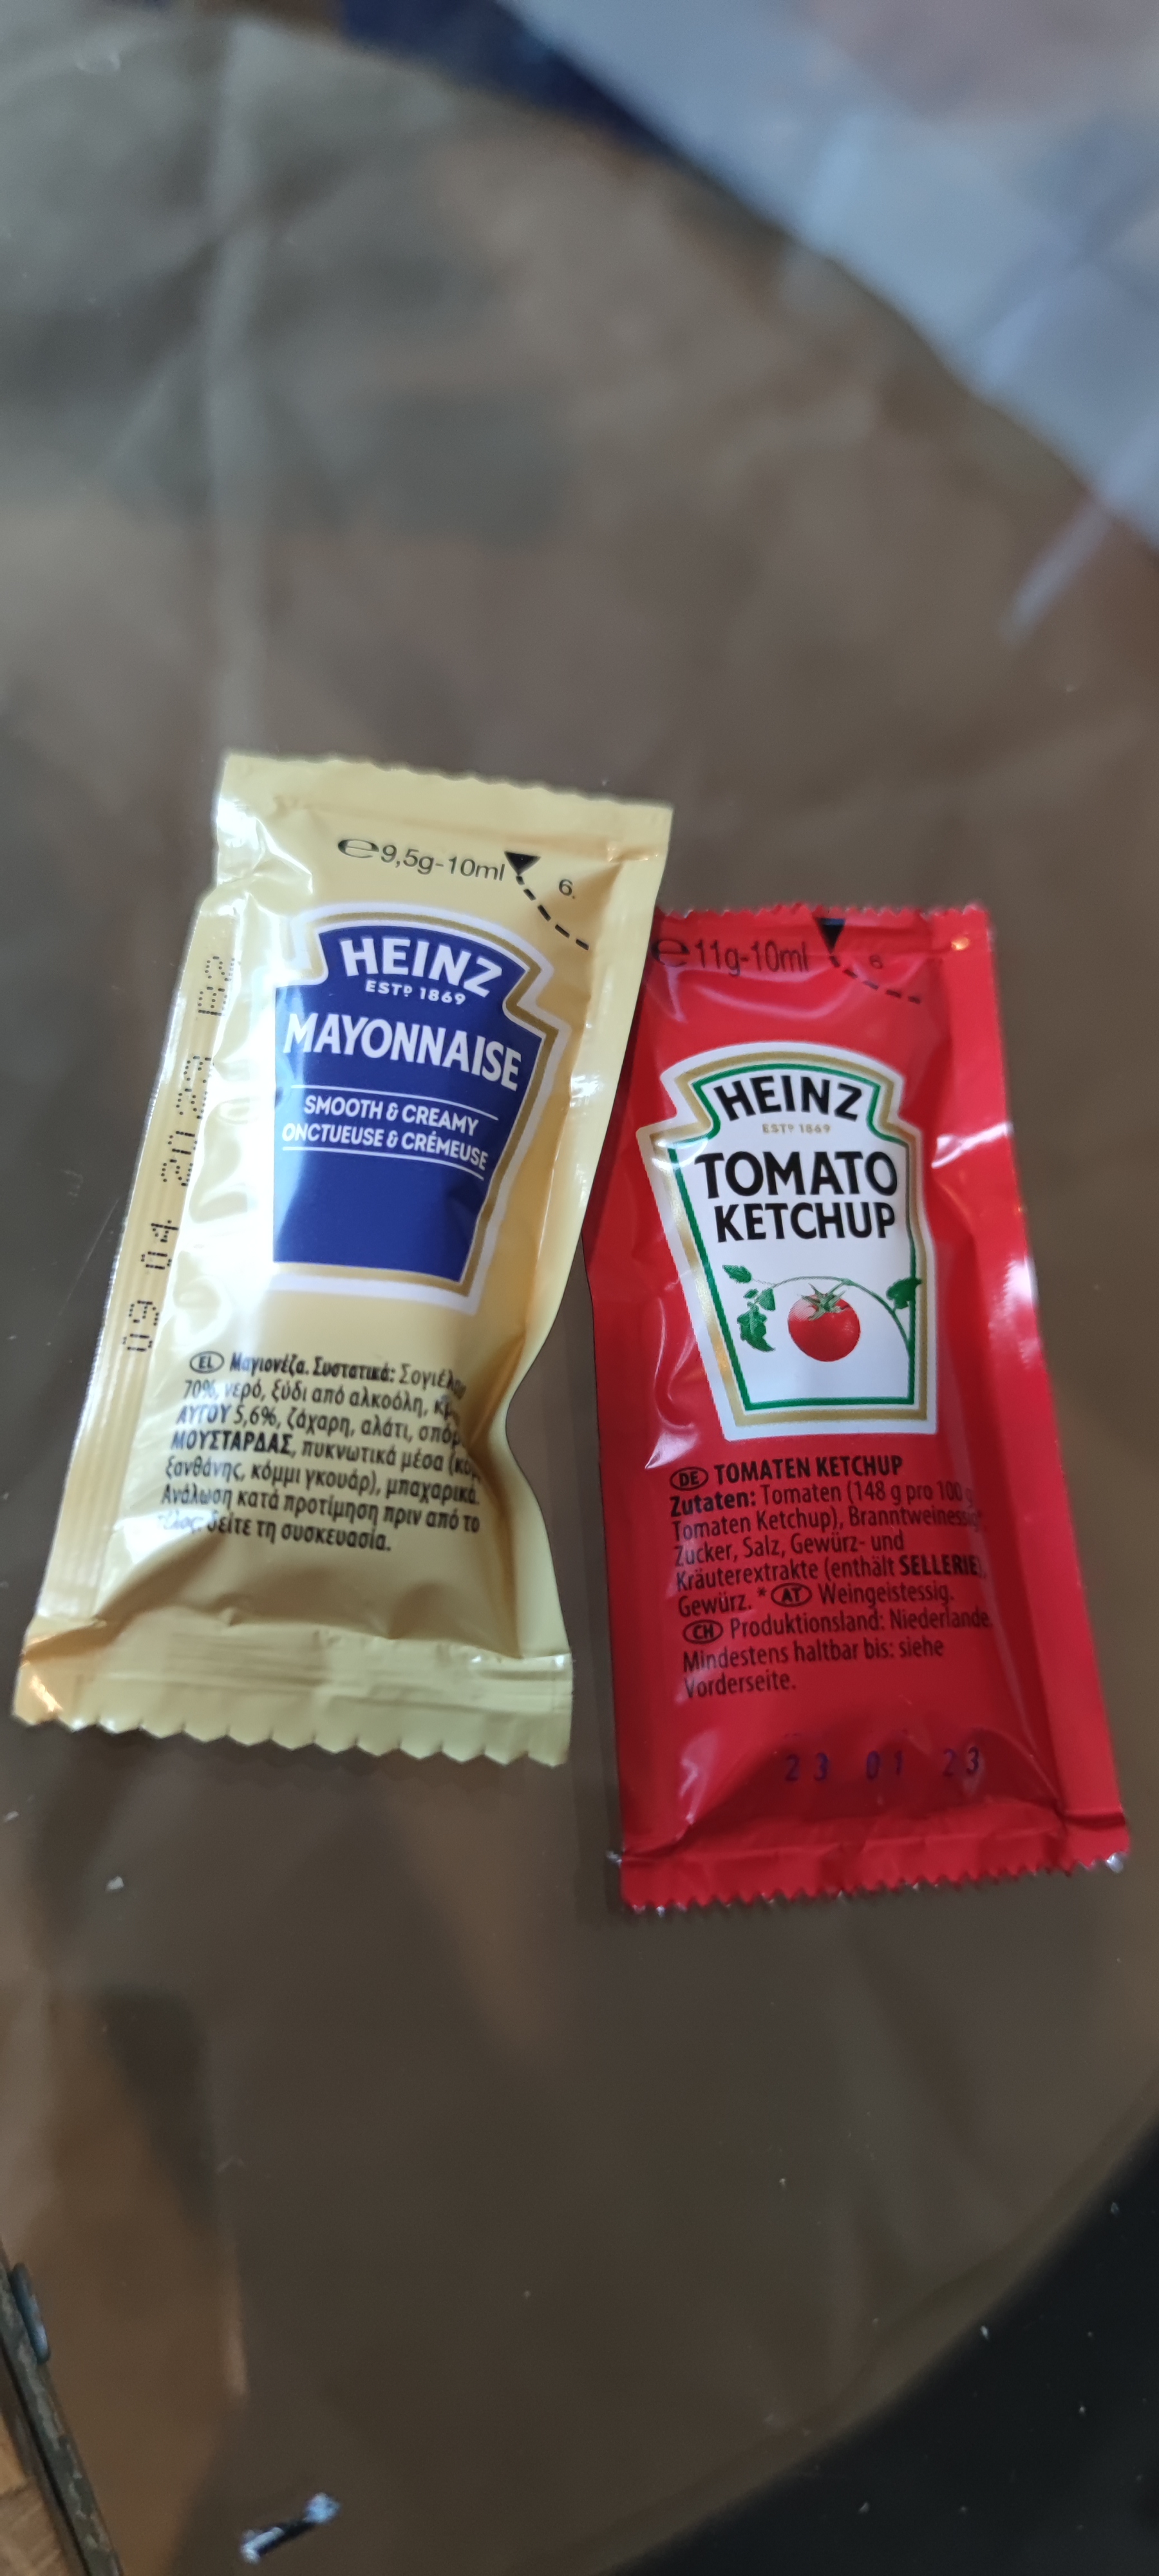 ℮9,5g-10ml
6.
HEINZ
ESTD 1869
MAYONNAISE
SMOOTH & CREAMY
ONCTUEUSE & CRÉMEUSE
09 04 2023
EL Μαγιονέζα. Συστατικά:
70%, νερό, ξύδι από αλκοόλη,
ΑΥΓΟΥ 5,6%, ζάχαρη, αλάτι,
ΜΟΥΣΤΑΡΔΑΣ, πυκνωτικά μέσα
ξανθάνης, κόμμι γκουάρ), μπαχαρικά.
Ανάλωση κατά προτίμηση πριν από το
τέλος: δείτε τη συσκευασία.
℮11g-10ml
6
HEINZ
ESTD 1869
TOMATO
KETCHUP
DE TOMATEN KETCHUP
Zutaten: Tomaten (148 g pro 100 g
Tomaten Ketchup), Branntweinessig*
Zucker, Salz, Gewürz- und
Kräuterextrakte (enthält SELLERIE),
Gewürz. * AT Weingeistessig.
CH Produktionsland: Niederlande
Mindestens haltbar bis: siehe
Vorderseite.
23 01 23